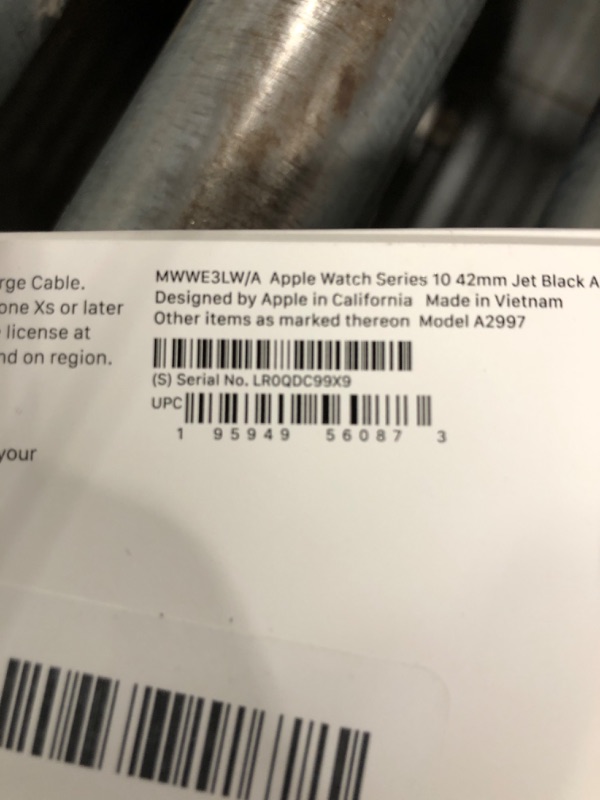 rge Cable.
one Xs or later
license at
nd on region.
your
MWWE3LW/A Apple Watch Series 10 42mm Jet Black A
Designed by Apple in California Made in Vietnam
Other items as marked thereon Model A2997
(S) Serial No. LR0QDC99X9
UPC
1 95949 56087 3